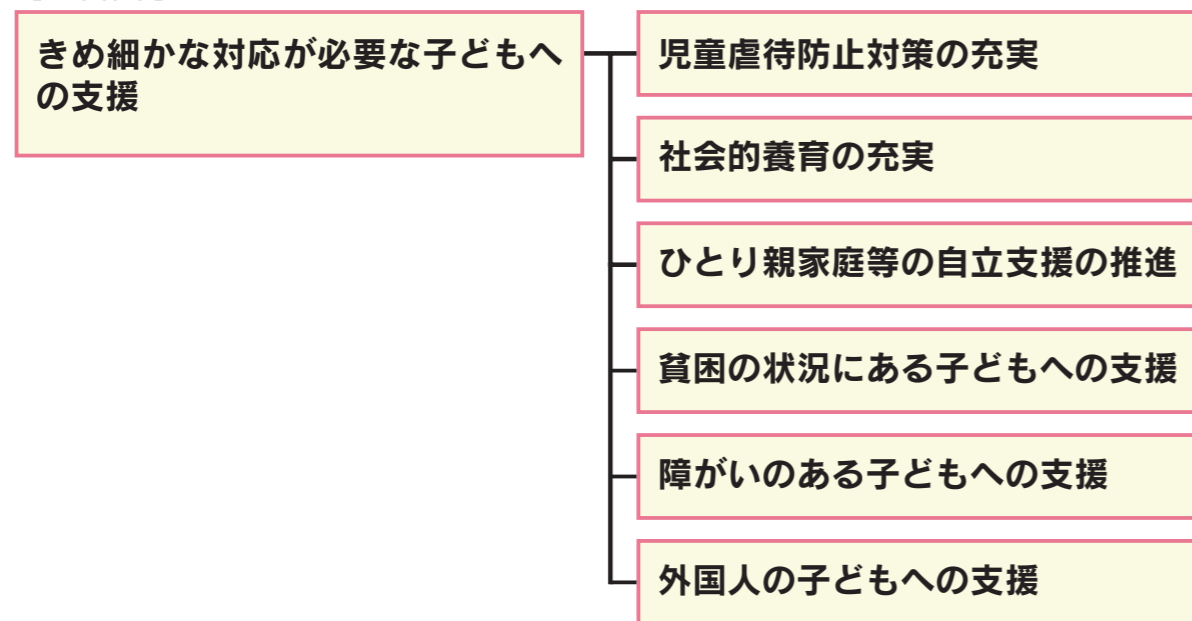 きめ細かな対応が必要な子どもへ
の支援
児童虐待防止対策の充実
社会的養育の充実
ひとり親家庭等の自立支援の推進
貧困の状況にある子どもへの支援
障がいのある子どもへの支援
外国人の子どもへの支援